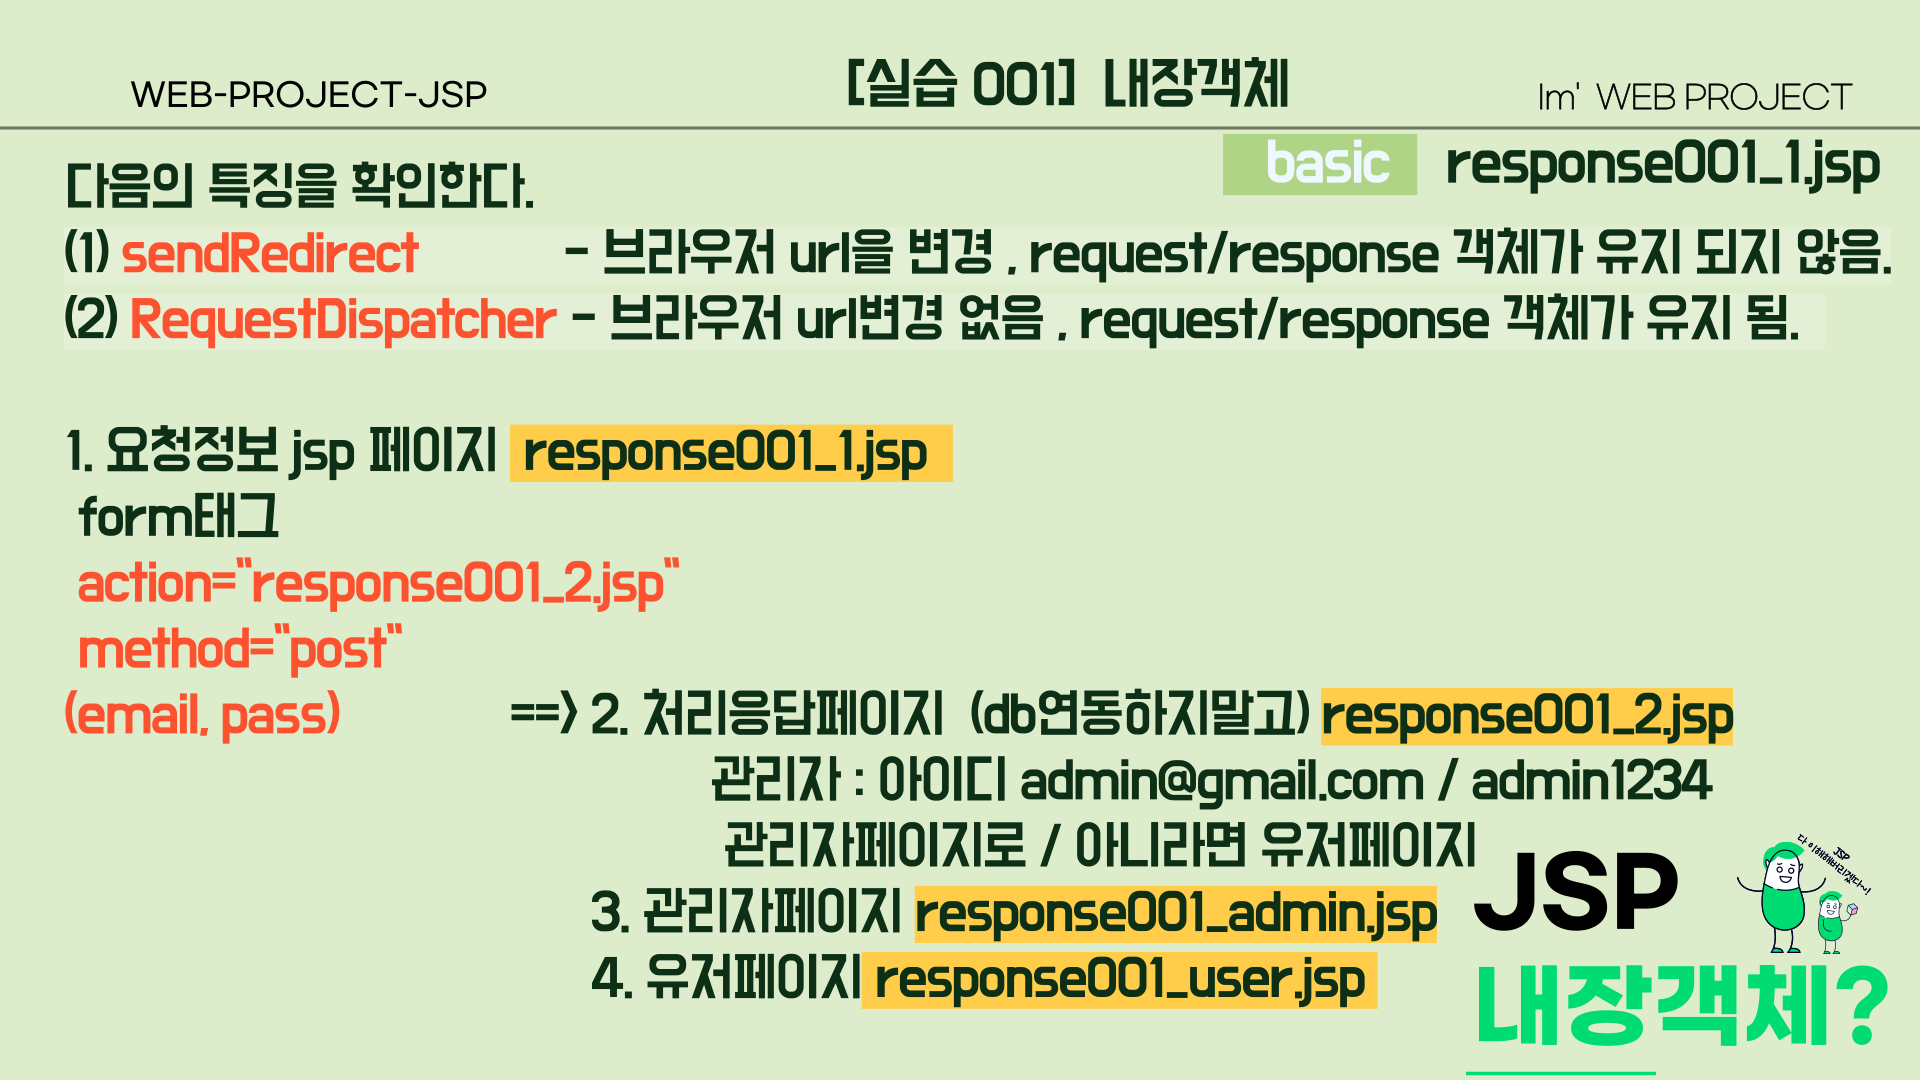 WEB-PROJECT-JSP
[실습 001] 내장객체
Im' WEB PROJECT
basic response001_1.jsp
다음의 특징을 확인한다.
(1) sendRedirect - 브라우저 url을 변경 , request/response 객체가 유지 되지 않음.
(2) RequestDispatcher - 브라우저 url변경 없음 , request/response 객체가 유지 됨.
1. 요청정보 jsp 페이지 response001_1.jsp
form태그
action="response001_2.jsp"
method="post"
(email, pass) ==> 2. 처리응답페이지 (db연동하지말고) response001_2.jsp
관리자 : 아이디 admin@gmail.com / admin1234
관리자페이지로 / 아니라면 유저페이지
3. 관리자페이지 response001_admin.jsp
4. 유저페이지 response001_user.jsp
JSP
다 이해해버리겠다~!
JSP
내장객체?